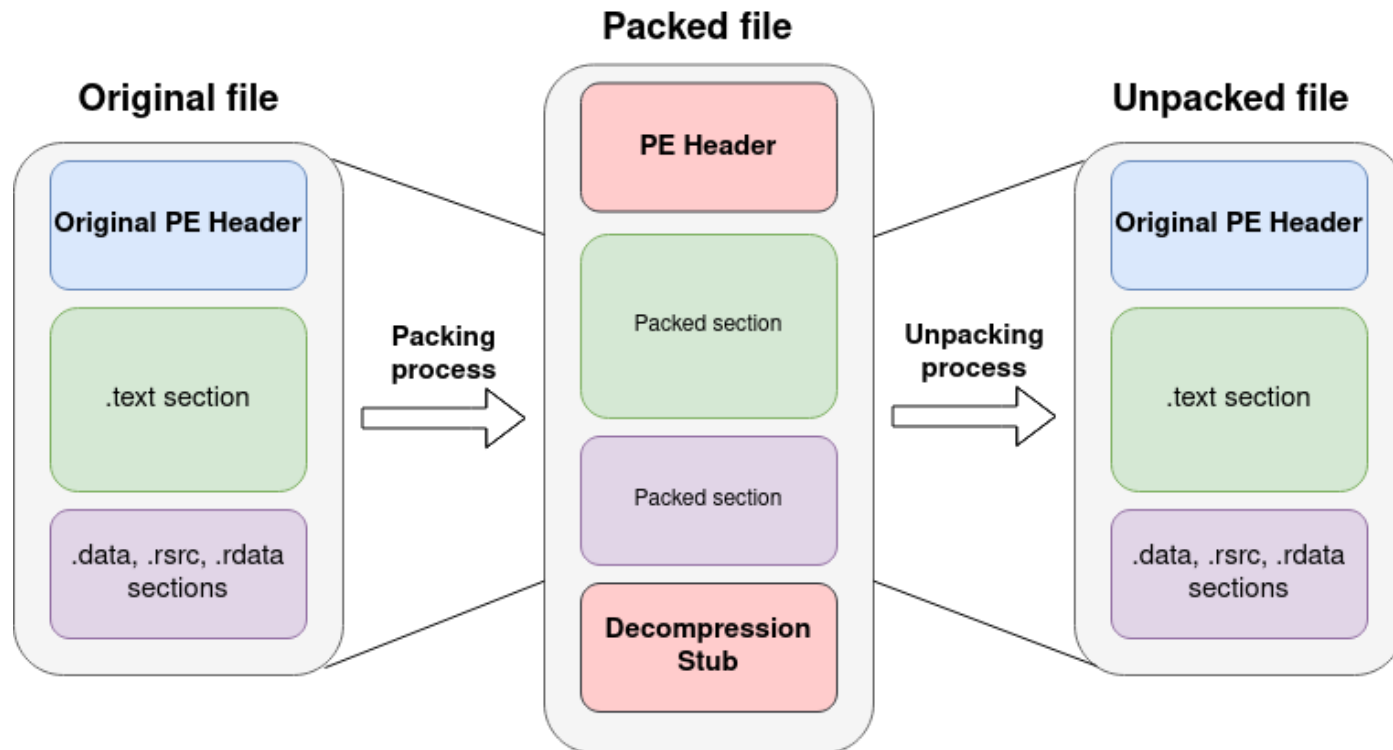 Original file
Original PE Header
.text section
.data, .rsrc, .rdata
sections
Packing
process
Packed file
PE Header
Packed section
Packed section
Decompression
Stub
Unpacking
process
Unpacked file
Original PE Header
.text section
.data, .rsrc, .rdata
sections